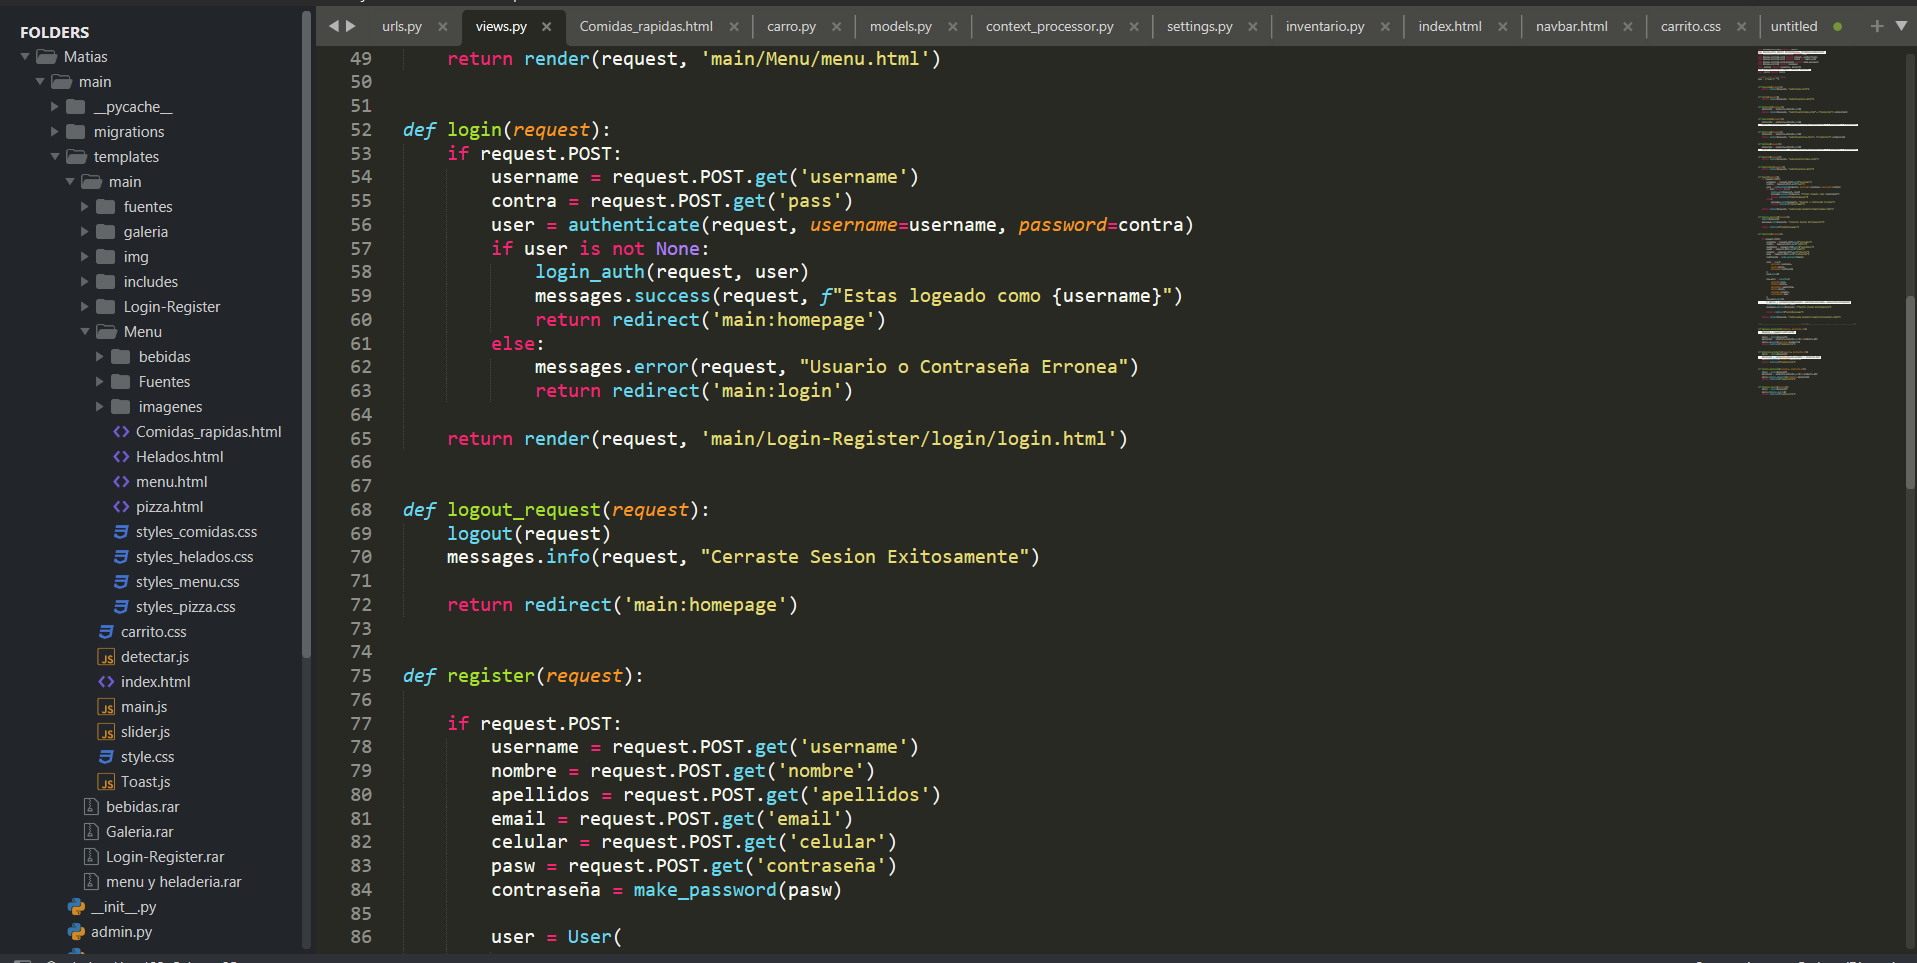 FOLDERS
Matias
main
__pycache__
migrations
templates
main
fuentes
galeria
img
includes
Login-Register
Menu
bebidas
Fuentes
imagenes
Comidas_rapidas.html
Helados.html
menu.html
pizza.html
styles_comidas.css
styles_helados.css
styles_menu.css
styles_pizza.css
carrito.css
detectar.js
index.html
main.js
slider.js
style.css
Toast.js
bebidas.rar
Galeria.rar
Login-Register.rar
menu y heladeria.rar
__init__.py
admin.py
urls.py × views.py × Comidas_rapidas.html × carro.py × models.py × context_processor.py × settings.py × inventario.py × index.html × navbar.html × carrito.css × untitled
49     return render(request, 'main/Menu/menu.html')
50
51
52 def login(request):
53     if request.POST:
54         username = request.POST.get('username')
55         contra = request.POST.get('pass')
56         user = authenticate(request, username=username, password=contra)
57         if user is not None:
58             login_auth(request, user)
59             messages.success(request, f"Estas logeado como {username}")
60             return redirect('main:homepage')
61         else:
62             messages.error(request, "Usuario o Contraseña Erronea")
63             return redirect('main:login')
64
65     return render(request, 'main/Login-Register/login/login.html')
66
67
68 def logout_request(request):
69     logout(request)
70     messages.info(request, "Cerraste Sesion Exitosamente")
71
72     return redirect('main:homepage')
73
74
75 def register(request):
76
77     if request.POST:
78         username = request.POST.get('username')
79         nombre = request.POST.get('nombre')
80         apellidos = request.POST.get('apellidos')
81         email = request.POST.get('email')
82         celular = request.POST.get('celular')
83         pasw = request.POST.get('contraseña')
84         contraseña = make_password(pasw)
85
86         user = User(